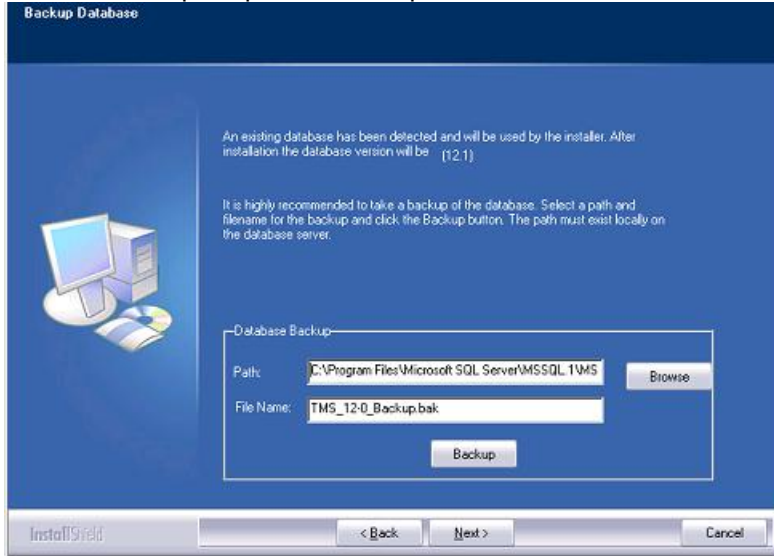 Backup Database
An existing database has been detected and will be used by the installer. After
installation the database version will be (12.1)
It is highly recommended to take a backup of the database. Select a path and
filename for the backup and click the Backup button. The path must exist locally on
the database server.
Database Backup
Path: C:\Program Files\Microsoft SQL Server\MSSQL.1\MS Browse
File Name: TMS_12-0_Backup.bak
Backup
InstallShield < Back Next > Cancel